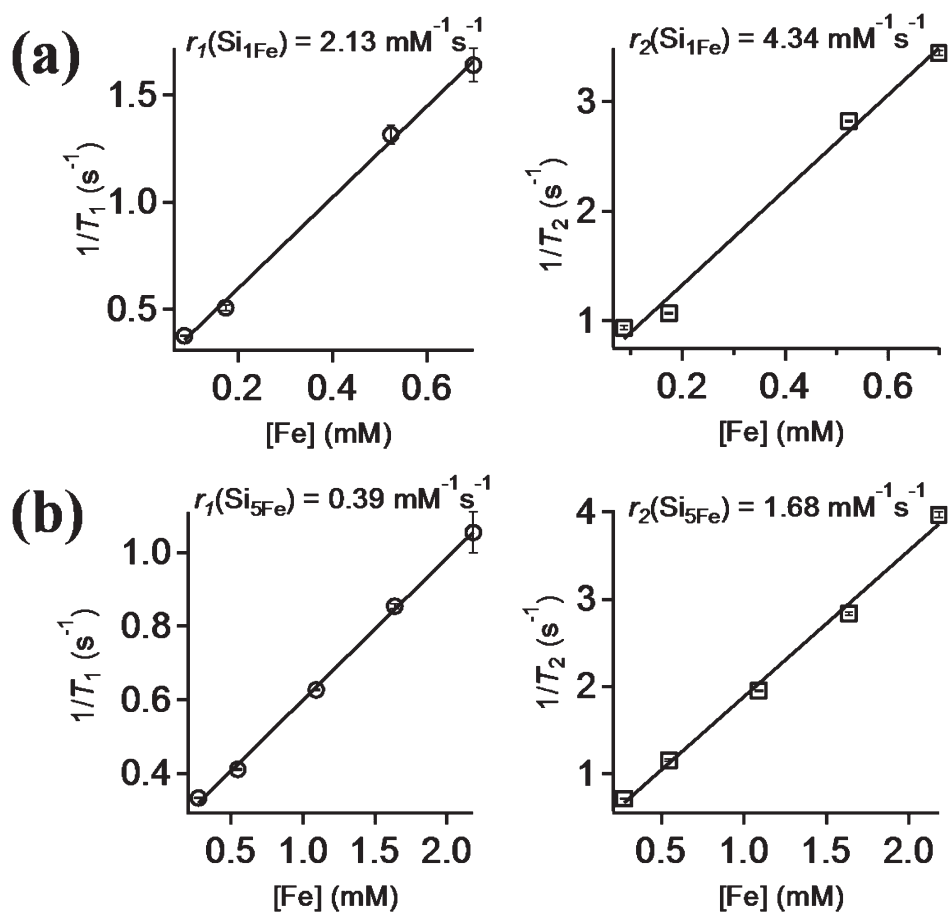 (a)
r₁(Si₁Fe) = 2.13 mM⁻¹s⁻¹
1/T₁ (s⁻¹)
1.5
1.0
0.5
0.2 0.4 0.6
[Fe] (mM)
r₂(Si₁Fe) = 4.34 mM⁻¹s⁻¹
1/T₂ (s⁻¹)
3
2
1
0.2 0.4 0.6
[Fe] (mM)
(b)
r₁(Si₅Fe) = 0.39 mM⁻¹s⁻¹
1/T₁ (s⁻¹)
1.0
0.8
0.6
0.4
0.5 1.0 1.5 2.0
[Fe] (mM)
r₂(Si₅Fe) = 1.68 mM⁻¹s⁻¹
1/T₂ (s⁻¹)
4
3
2
1
0.5 1.0 1.5 2.0
[Fe] (mM)